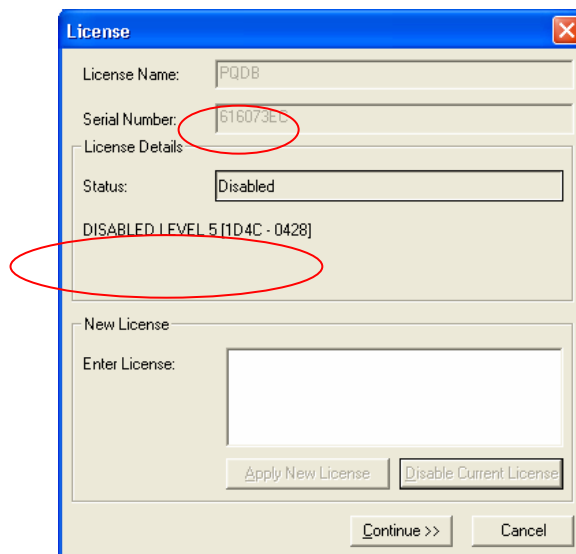 License
License Name: PQDB
Serial Number: 616073EC
License Details
Status: Disabled
DISABLED LEVEL 5 [1D4C - 0428]
New License
Enter License:
Apply New License Disable Current License
Continue >> Cancel